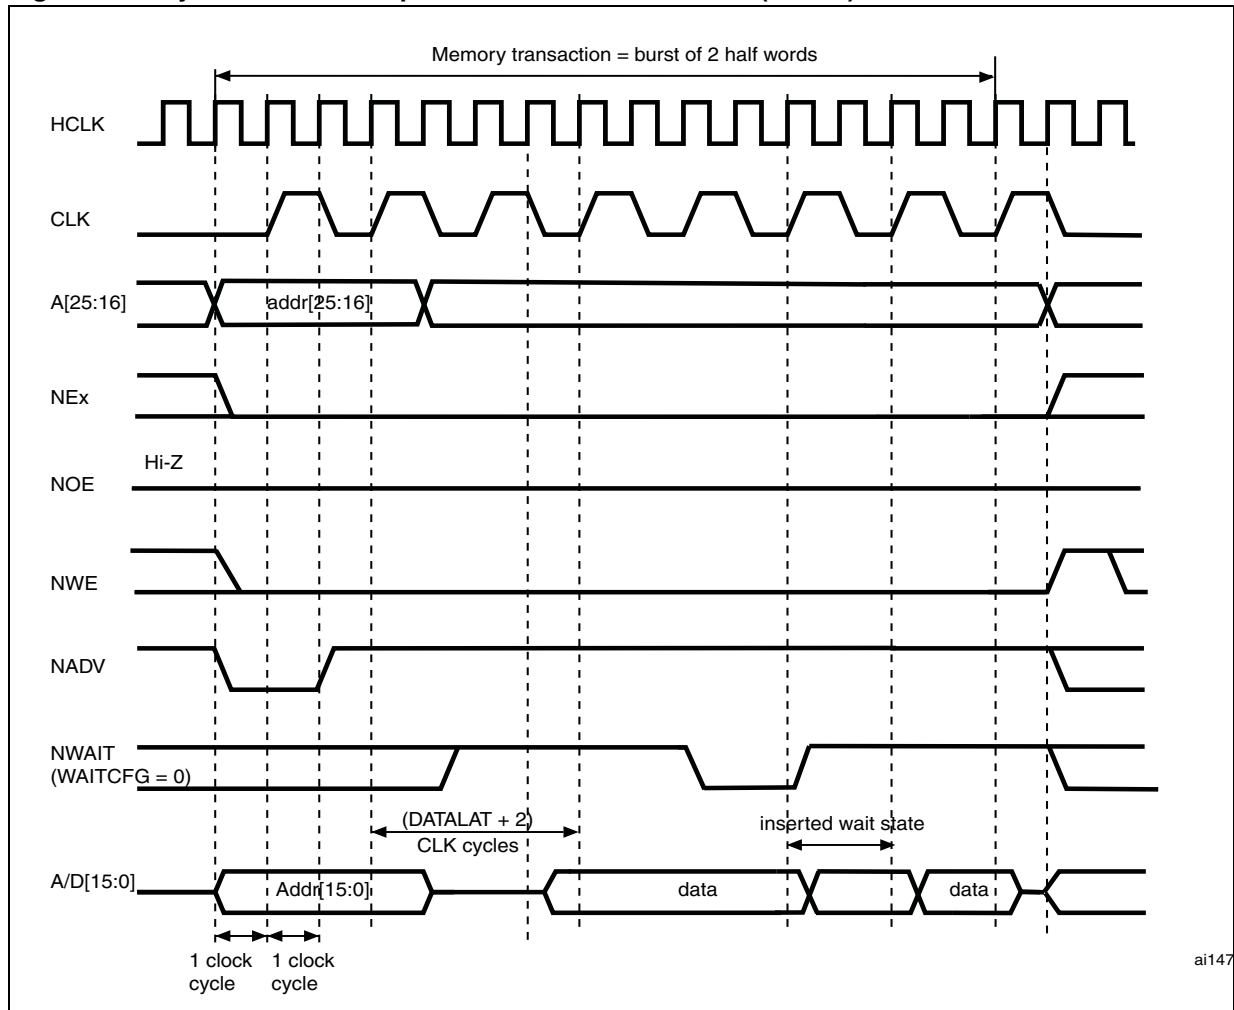 Memory transaction = burst of 2 half words
HCLK
CLK
A[25:16]
addr[25:16]
NEx
Hi-Z
NOE
NWE
NADV
NWAIT
(WAITCFG = 0)
(DATALAT + 2)
CLK cycles
inserted wait state
A/D[15:0]
Addr[15:0]
data
data
1 clock
cycle
1 clock
cycle
ai147